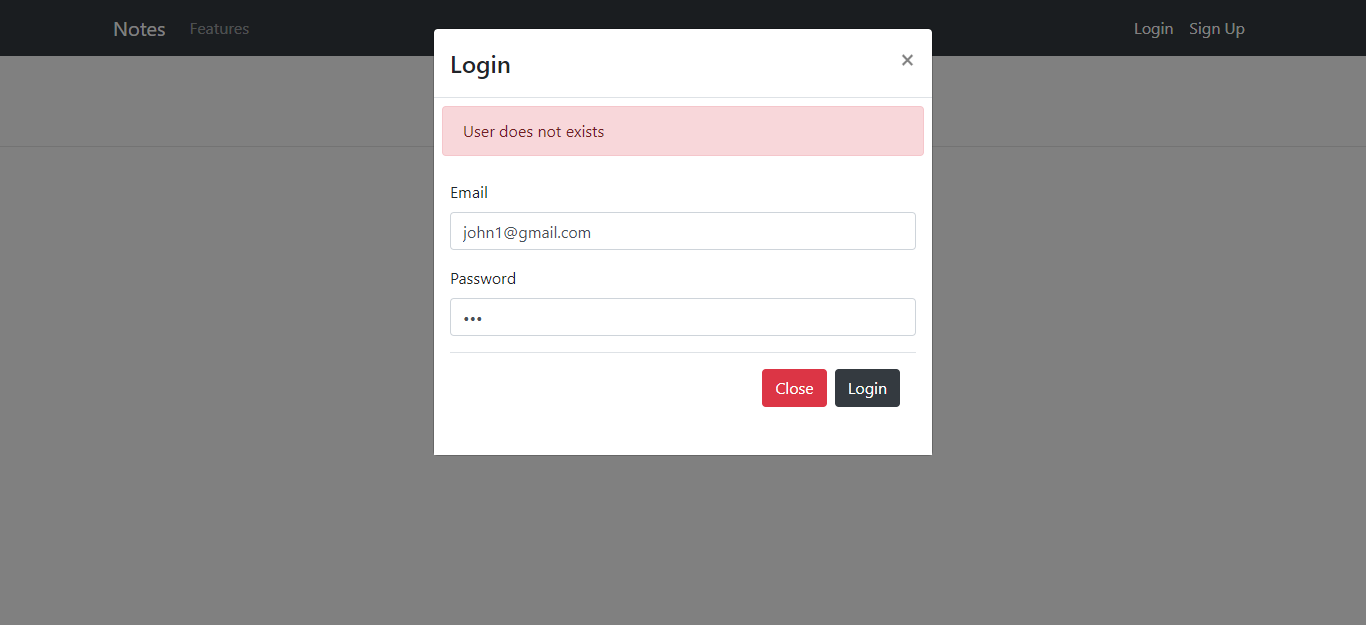 Notes Features Login Sign Up
Login ×
User does not exists
Email
john1@gmail.com
Password
•••
Close Login